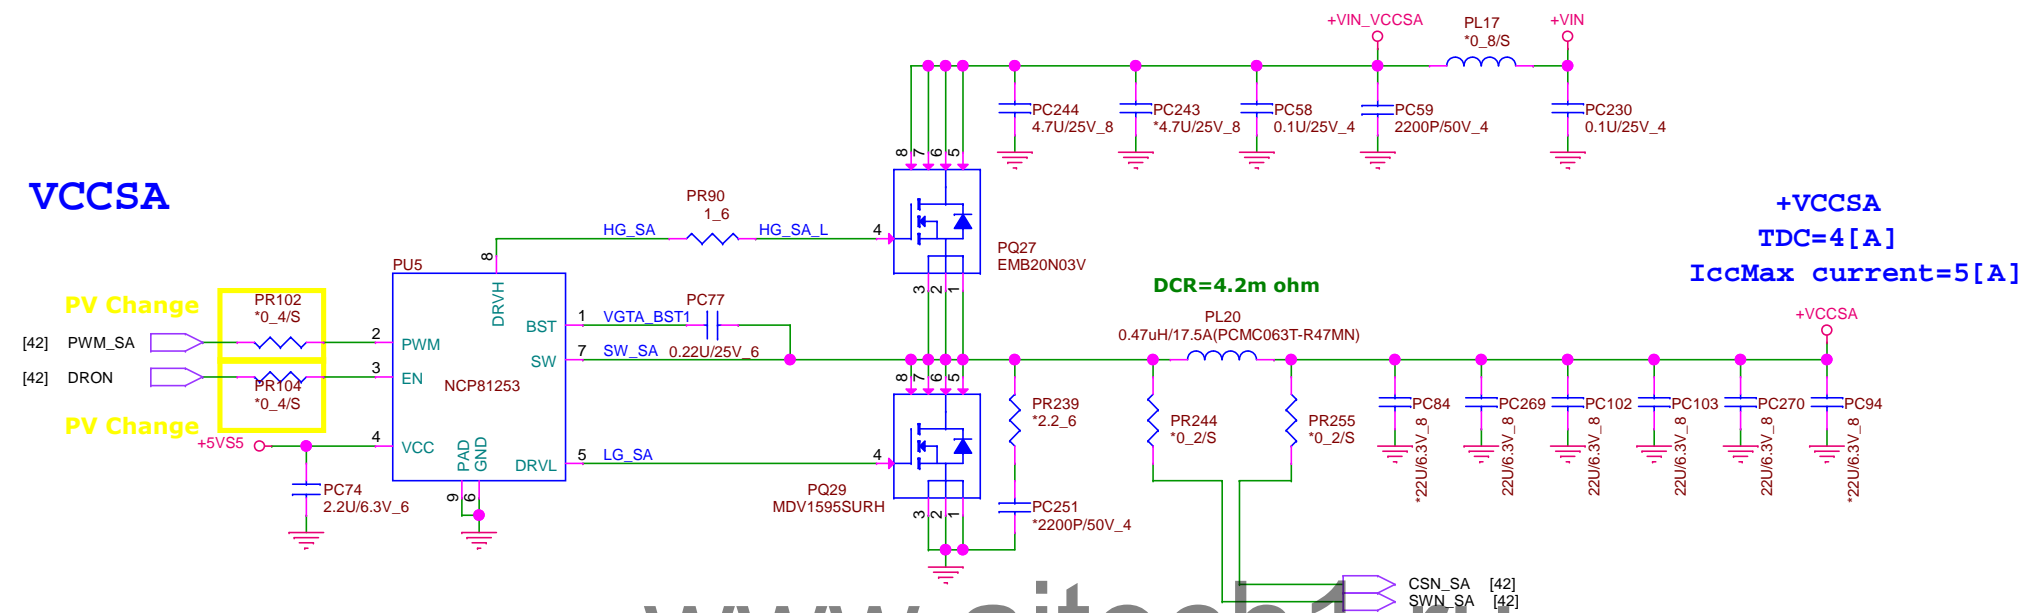 VCCSA
+VIN_VCCSA
PL17
*0_8/S
+VIN
PC244
4.7U/25V_8
PC243
*4.7U/25V_8
PC58
0.1U/25V_4
PC59
2200P/50V_4
PC230
0.1U/25V_4
8
7
6
5
PR90
1_6
HG_SA
HG_SA_L
4
PQ27
EMB20N03V
3
2
1
+VCCSA
TDC=4[A]
IccMax current=5[A]
DCR=4.2m ohm
PL20
0.47uH/17.5A(PCMC063T-R47MN)
+VCCSA
PU5
8
DRVH
PV Change
PR102
*0_4/S
[42] PWM_SA
2
PWM
[42] DRON
3
EN
PR104
*0_4/S
PV Change
NCP81253
BST
1
VGTA_BST1
PC77
0.22U/25V_6
SW
7
SW_SA
+5VS5
4
VCC
PAD
GND
9
6
DRVL
5
LG_SA
PC74
2.2U/6.3V_6
8
7
6
5
4
PQ29
MDV1595SURH
3
2
1
PR239
*2.2_6
PC251
*2200P/50V_4
PR244
*0_2/S
PR255
*0_2/S
PC84
*22U/6.3V_8
PC269
22U/6.3V_8
PC102
22U/6.3V_8
PC103
22U/6.3V_8
PC270
22U/6.3V_8
PC94
*22U/6.3V_8
CSN_SA [42]
SWN_SA [42]